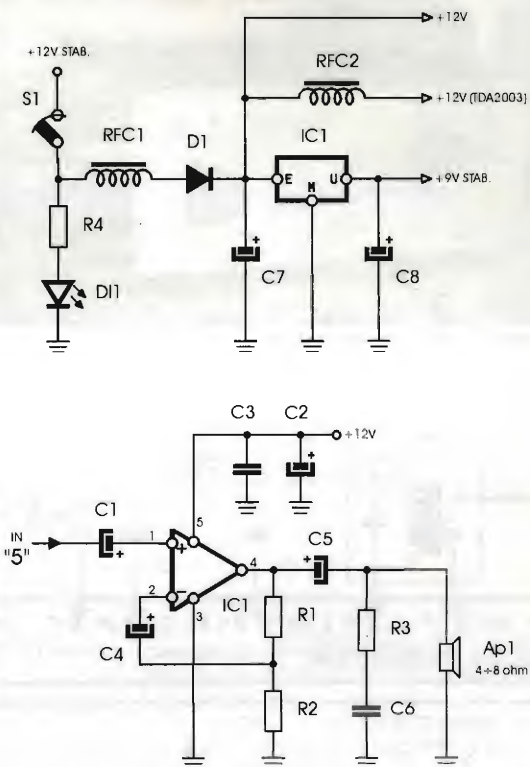 +12V
+12V STAB.
RFC2
S1
+12V (TDA2003)
RFC1
D1
IC1
E
M
U
+9V STAB.
R4
+
C7
+
C8
DI1
C3
C2
+12V
+
C1
IN
"5"
+
1
+
5
4
C5
+
2
-
3
IC1
+
C4
R1
R2
R3
C6
Ap1
4÷8 ohm